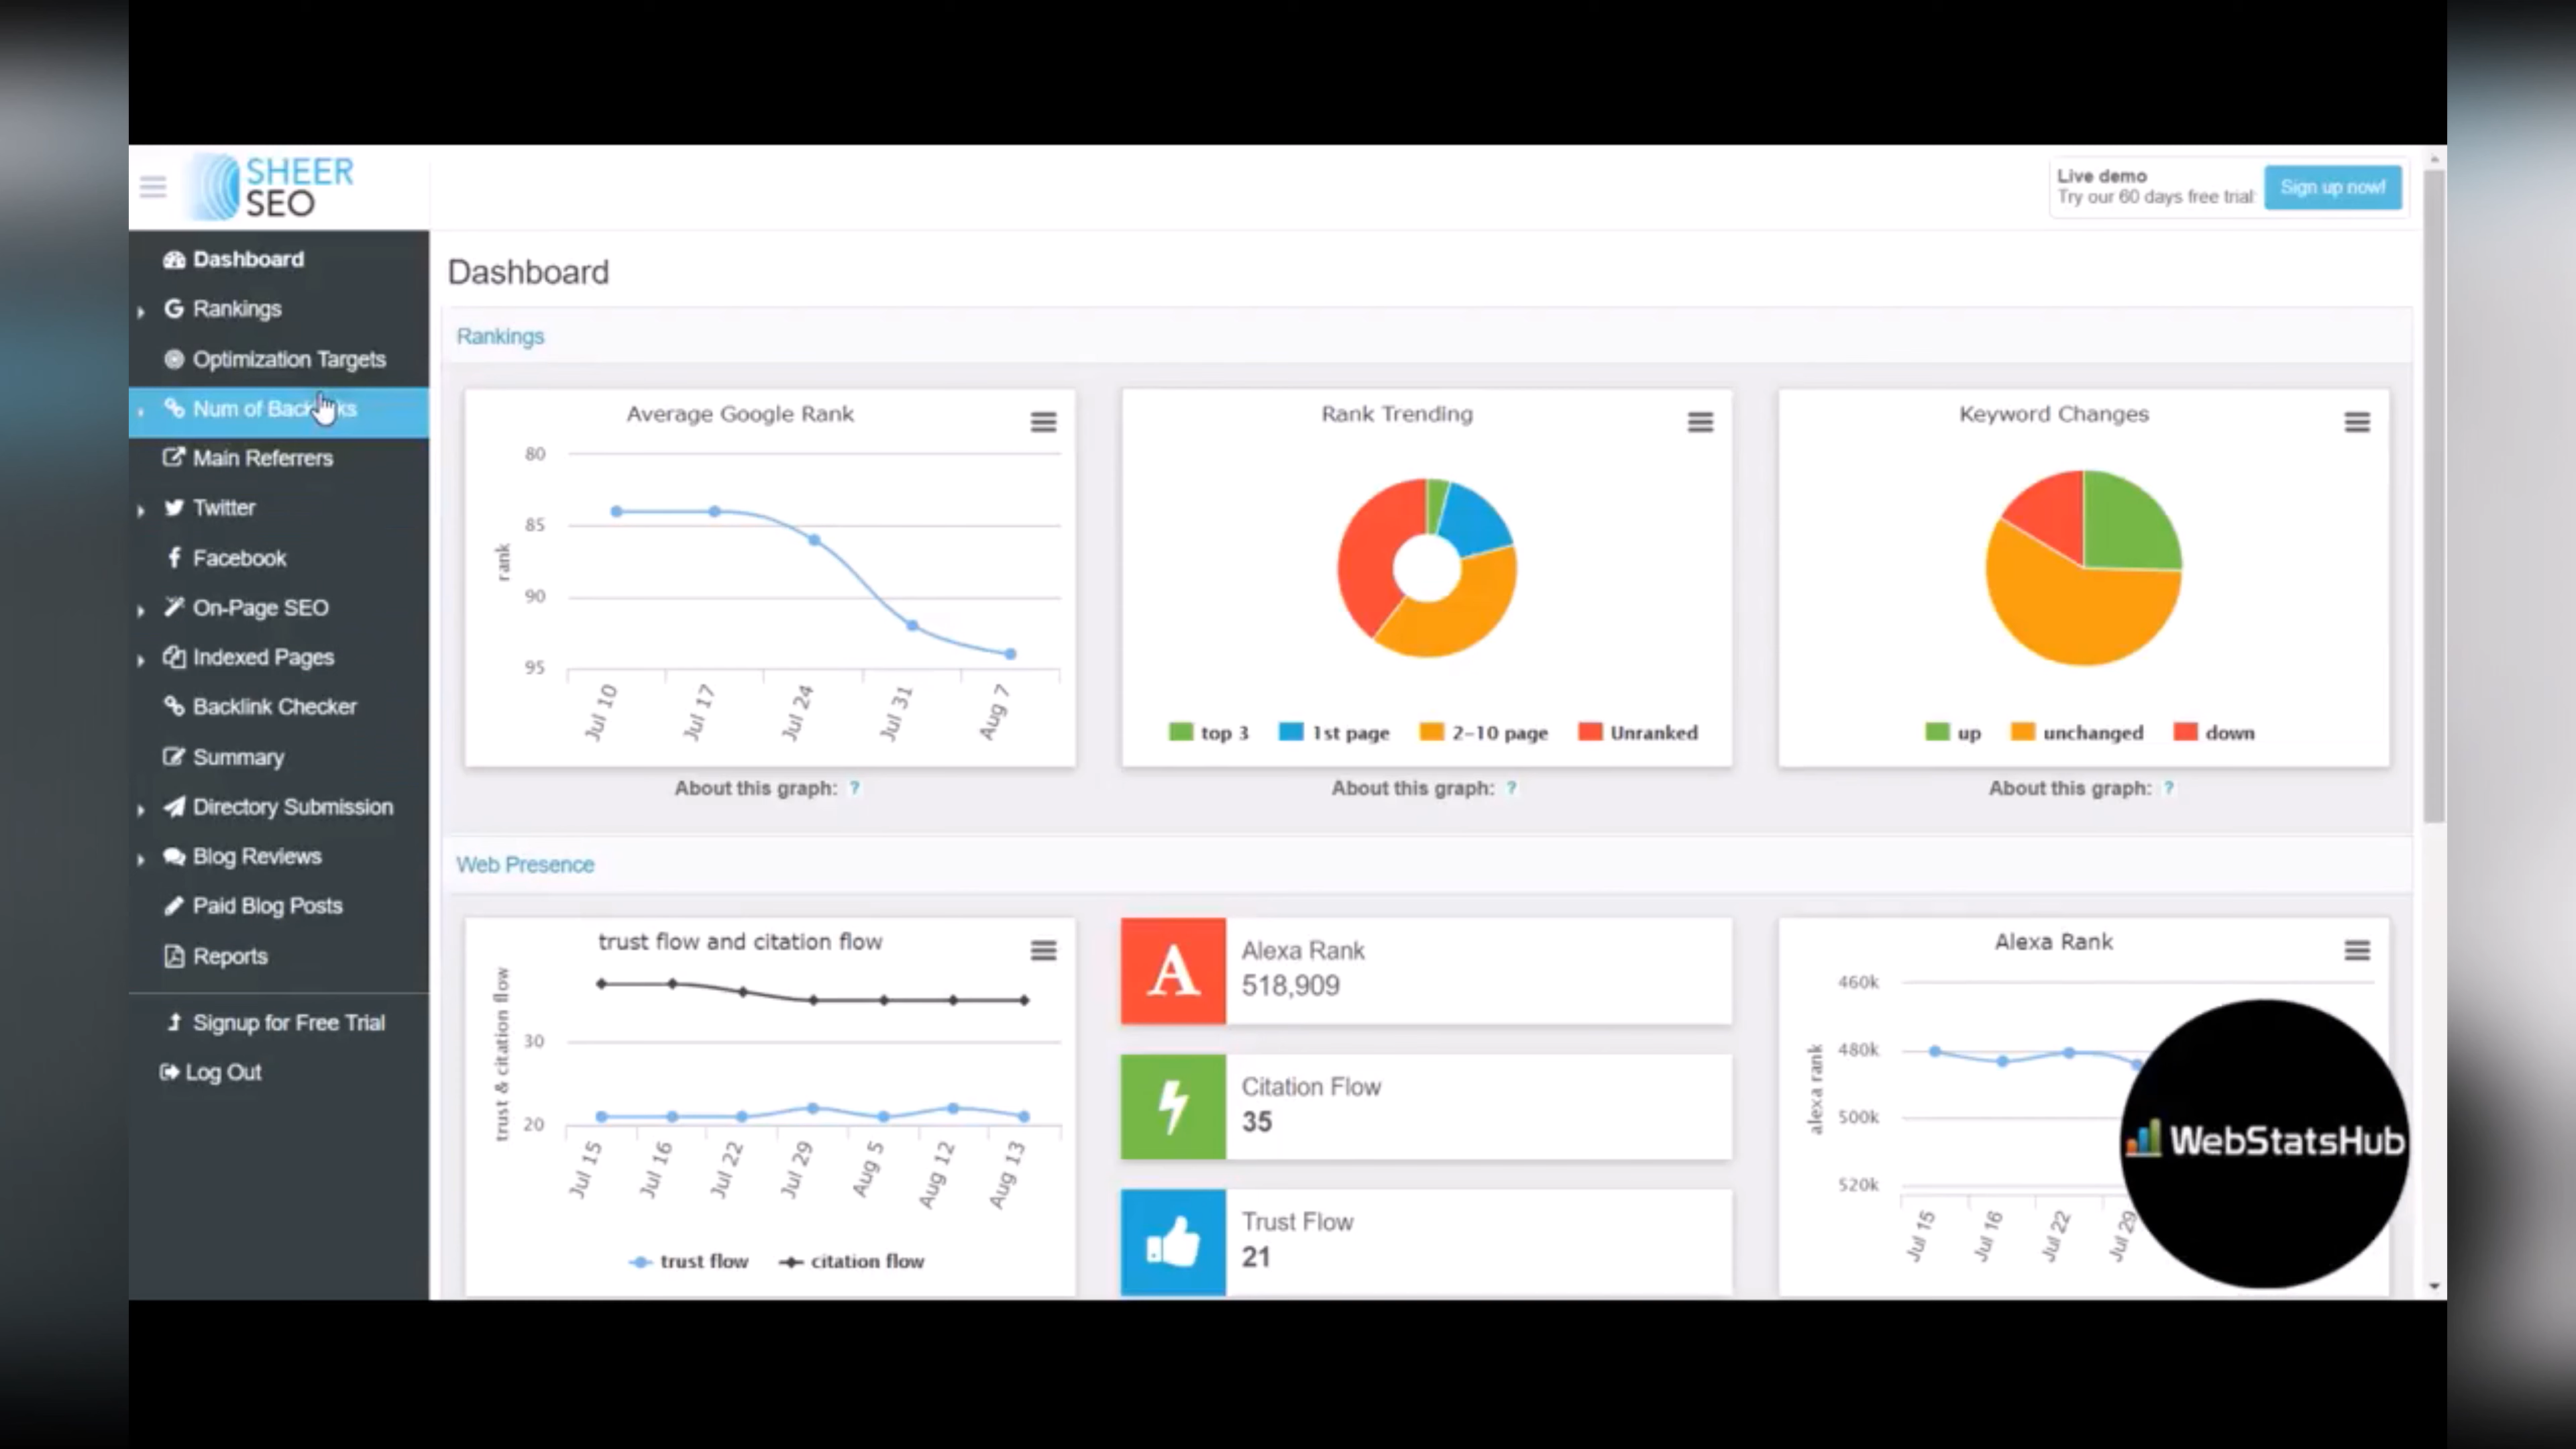 SHEER
SEO
Live demo
Try our 60 days free trial
Sign up now!
Dashboard
Rankings
Optimization Targets
Num of
Main Referrers
Twitter
Facebook
On-Page SEO
Indexed Pages
Backlink Checker
Summary
Directory Submission
Blog Reviews
Paid Blog Posts
Reports
Signup for Free Trial
Log Out
Dashboard
Rankings
Average Google Rank
80
85
90
95
rank
Jul 10
Jul 17
Jul 24
Jul 31
Aug 7
About this graph: ?
Rank Trending
top 3
1st page
2-10 page
Unranked
About this graph: ?
Keyword Changes
up
unchanged
down
About this graph: ?
Web Presence
trust flow and citation flow
trust & citation flow
30
20
Jul 15
Jul 16
Jul 22
Jul 29
Aug 5
Aug 12
Aug 13
trust flow
citation flow
A
Alexa Rank
518,909
Citation Flow
35
Trust Flow
21
Alexa Rank
alexa rank
460k
480k
500k
520k
Jul 15
Jul 16
Jul 22
Jul 29
WebStatsHub